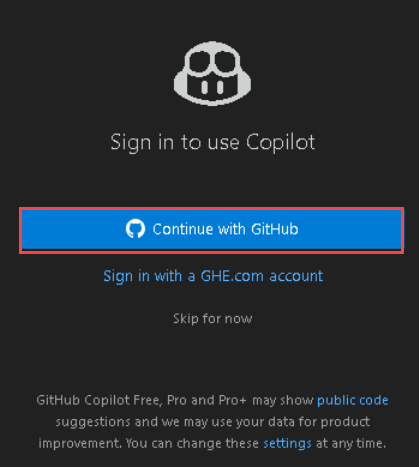 Sign in to use Copilot
Continue with GitHub
Sign in with a GHE.com account
Skip for now
GitHub Copilot Free, Pro and Pro+ may show public code
suggestions and we may use your data for product
improvement. You can change these settings at any time.